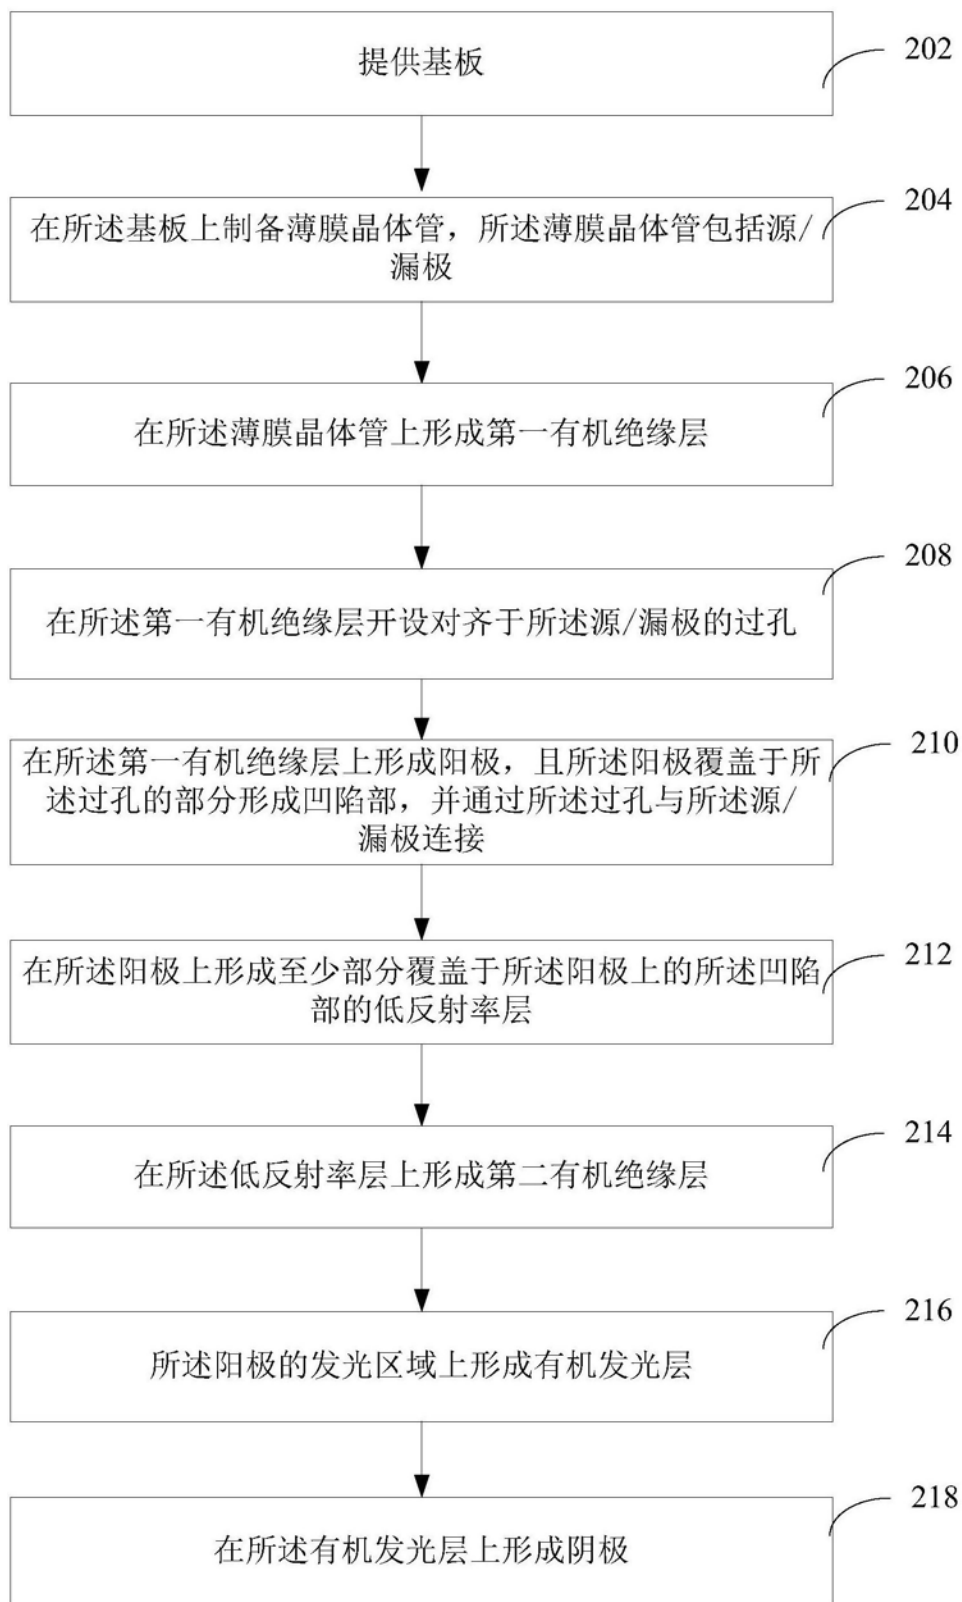 提供基板
202
在所述基板上制备薄膜晶体管，所述薄膜晶体管包括源/
漏极
204
在所述薄膜晶体管上形成第一有机绝缘层
206
在所述第一有机绝缘层开设对齐于所述源/漏极的过孔
208
在所述第一有机绝缘层上形成阳极，且所述阳极覆盖于所
述过孔的部分形成凹陷部，并通过所述过孔与所述源/
漏极连接
210
在所述阳极上形成至少部分覆盖于所述阳极上的所述凹陷
部的低反射率层
212
在所述低反射率层上形成第二有机绝缘层
214
所述阳极的发光区域上形成有机发光层
216
在所述有机发光层上形成阴极
218